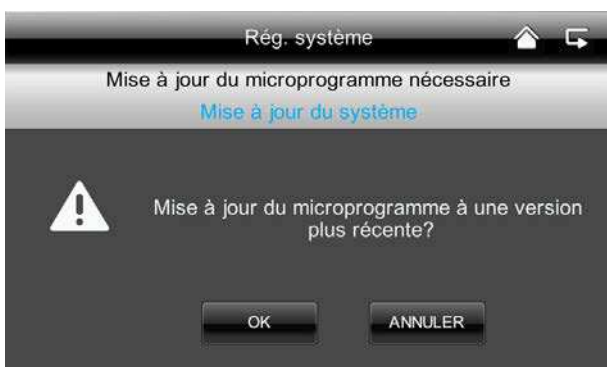 Rég. système
Mise à jour du microprogramme nécessaire
Mise à jour du système
Mise à jour du microprogramme à une version
plus récente?
OK
ANNULER